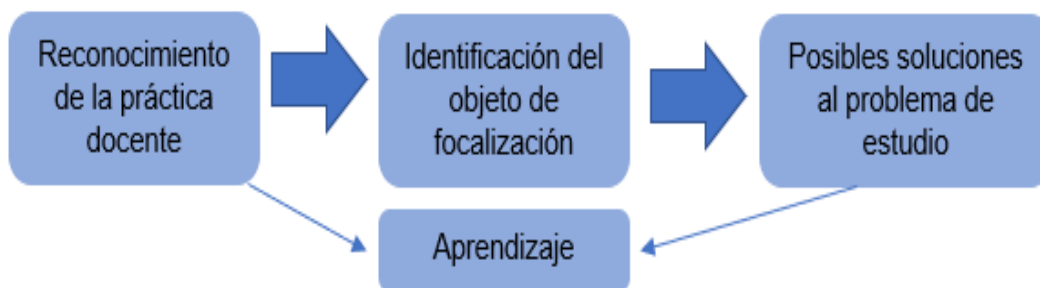 Reconocimiento
de la práctica
docente
Identificación del
objeto de
focalización
Posibles soluciones
al problema de
estudio
Aprendizaje